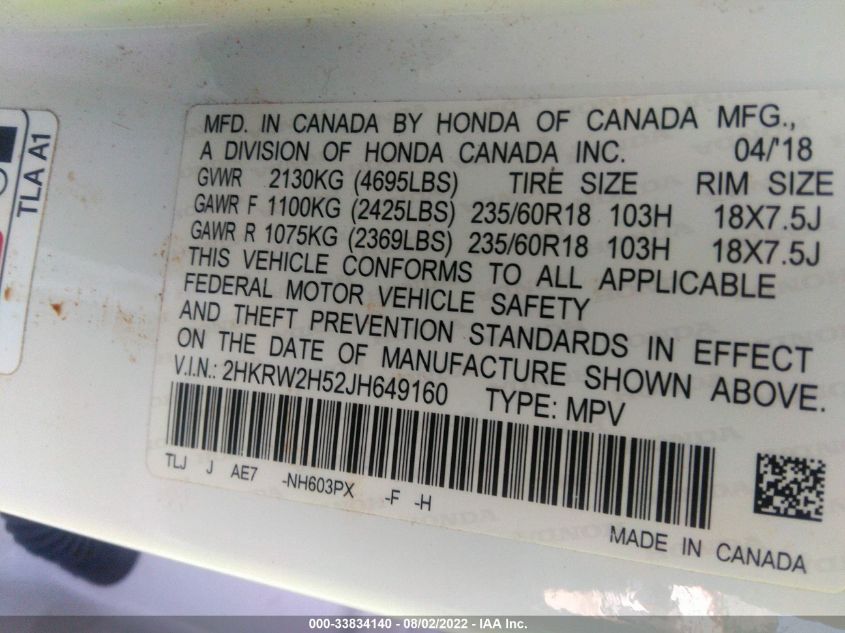 MFD. IN CANADA BY HONDA OF CANADA MFG.,
A DIVISION OF HONDA CANADA INC. 04/'18
GVWR 2130KG (4695LBS) TIRE SIZE RIM SIZE
GAWR F 1100KG (2425LBS) 235/60R18 103H 18X7.5J
GAWR R 1075KG (2369LBS) 235/60R18 103H 18X7.5J
THIS VEHICLE CONFORMS TO ALL APPLICABLE
FEDERAL MOTOR VEHICLE SAFETY
AND THEFT PREVENTION STANDARDS IN EFFECT
ON THE DATE OF MANUFACTURE SHOWN ABOVE.
V.I.N.: 2HKRW2H52JH649160 TYPE: MPV
TLJ J AE7 -NH603PX -F -H
MADE IN CANADA
TLA A1
000-33834140 - 08/02/2022 - IAA Inc.